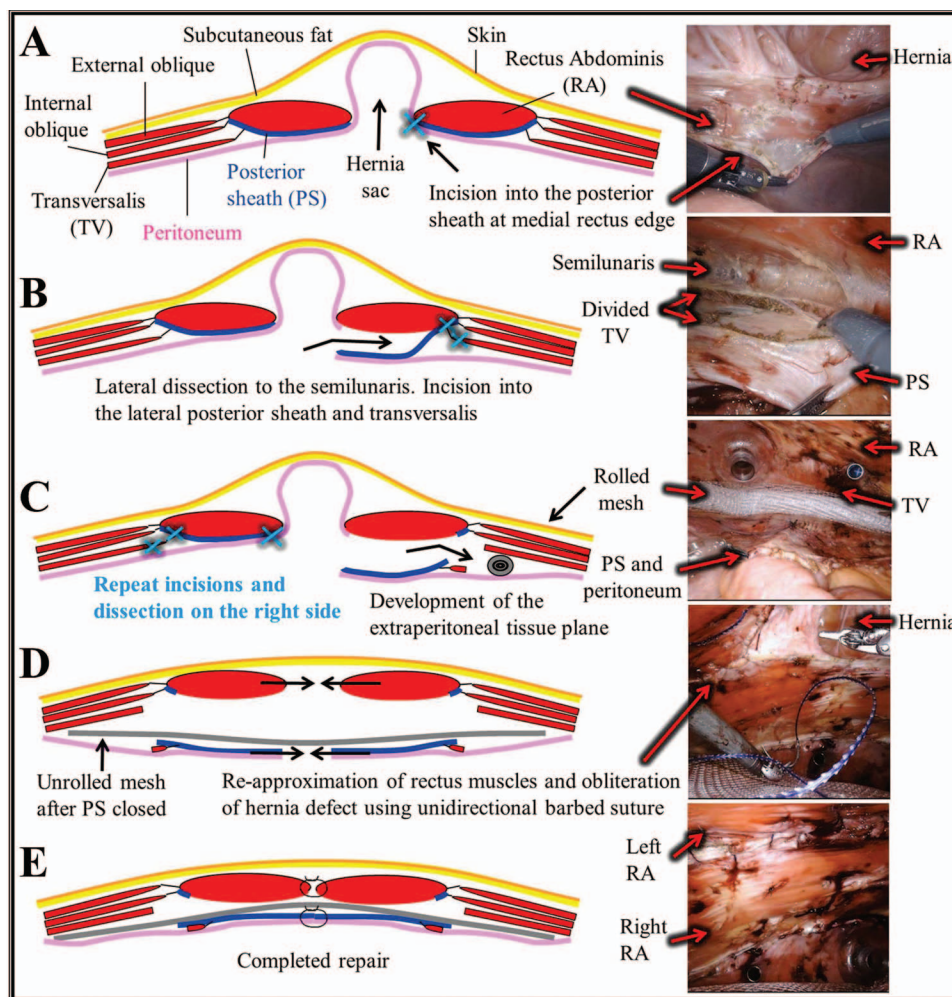 A
Subcutaneous fat
Skin
External oblique
Rectus Abdominis
(RA)
Hernia
Internal
oblique
Transversalis
(TV)
Posterior
sheath (PS)
Peritoneum
Hernia
sac
Incision into the posterior
sheath at medial rectus edge
B
Semilunaris
RA
Divided
TV
PS
Lateral dissection to the semilunaris. Incision into
the lateral posterior sheath and transversalis
C
Rolled
mesh
RA
TV
PS and
peritoneum
Repeat incisions and
dissection on the right side
Development of the
extraperitoneal tissue plane
D
Hernia
Unrolled mesh
after PS closed
Re-approximation of rectus muscles and obliteration
of hernia defect using unidirectional barbed suture
E
Left
RA
Right
RA
Completed repair